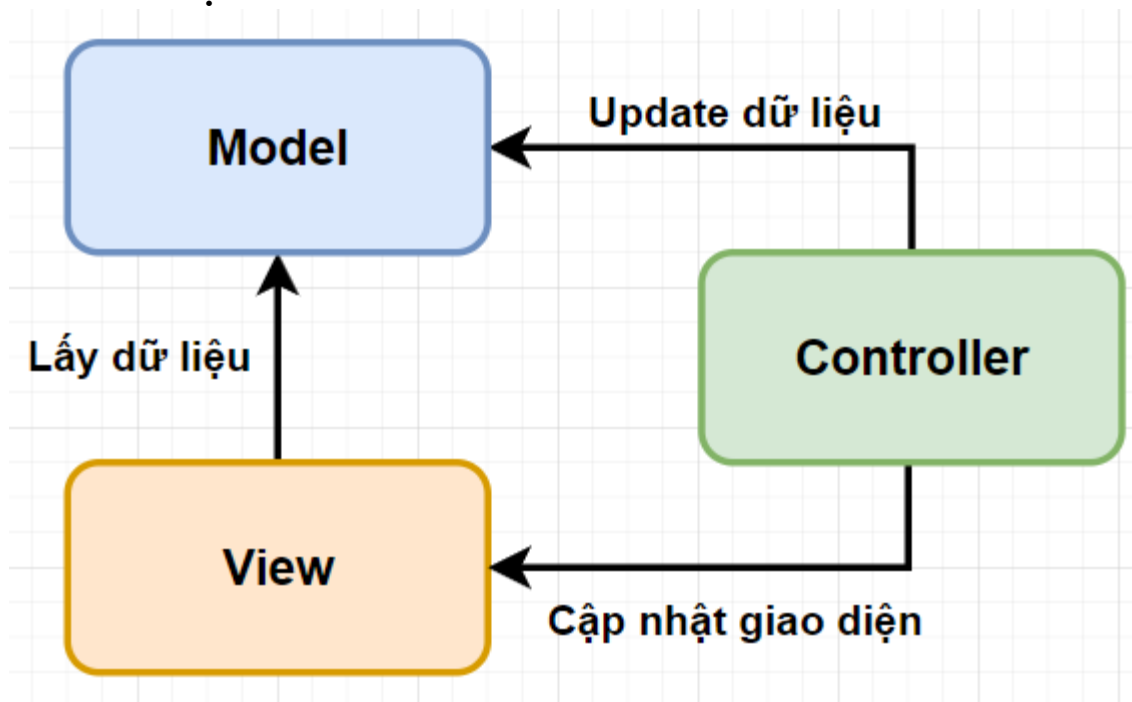 Update dữ liệu
Model
Lấy dữ liệu
Controller
View
Cập nhật giao diện